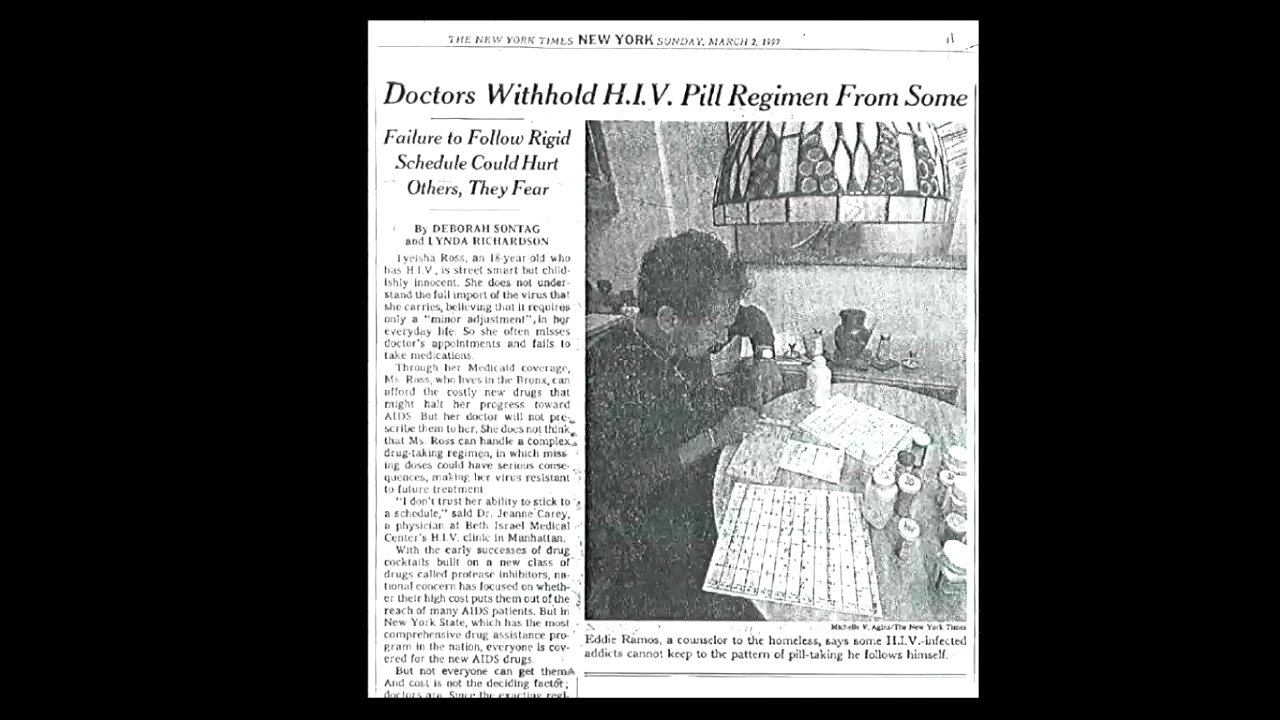 THE NEW YORK TIMES NEW YORK SUNDAY, MARCH 2, 1997
Doctors Withhold H.I.V. Pill Regimen From Some
Failure to Follow Rigid
Schedule Could Hurt
Others, They Fear
By DEBORAH SONTAG
and LYNDA RICHARDSON
Tyeisha Ross, an 18-year-old who
has H.I.V., is street smart but child-
ishly innocent. She does not under-
stand the full import of the virus that
she carries, believing that it requires
only a "minor adjustment" in her
everyday life. So she often misses
doctor's appointments and fails to
take medications.
Through her Medicaid coverage,
Ms. Ross, who lives in the Bronx, can
afford the costly new drugs that
might halt her progress toward
AIDS. But her doctor will not pre-
scribe them to her. She does not think
that Ms. Ross can handle a complex
drug-taking regimen, in which miss-
ing doses could have serious conse-
quences, making her virus resistant
to future treatment.
"I don't trust her ability to stick to
a schedule," said Dr. Jeanne Carey,
a physician at Beth Israel Medical
Center's H.I.V. clinic in Manhattan.
With the early successes of drug
cocktails built on a new class of
drugs called protease inhibitors, na-
tional concern has focused on wheth-
er their high cost puts them out of the
reach of many AIDS patients. But in
New York State, which has the most
comprehensive drug assistance pro-
gram in the nation, everyone is cov-
ered for the new AIDS drugs.
But not everyone can get them.
And cost is not the deciding factor;
doctors are. Since the exacting regi-
Michelle V. Agins/The New York Times
Eddie Ramos, a counselor to the homeless, says some H.I.V.-infected
addicts cannot keep to the pattern of pill-taking he follows himself.